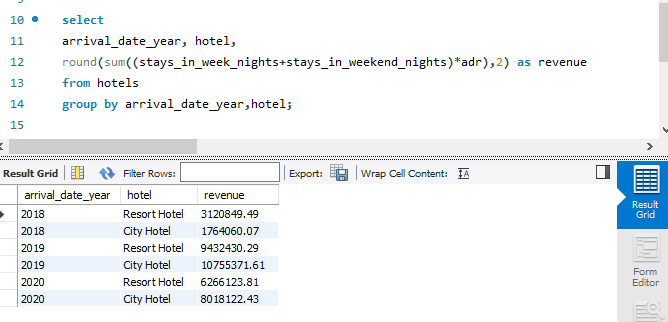 10 select
11 arrival_date_year, hotel,
12 round(sum((stays_in_week_nights+stays_in_weekend_nights)*adr),2) as revenue
13 from hotels
14 group by arrival_date_year,hotel;
15
Result Grid Filter Rows: Export: Wrap Cell Content: IA
arrival_date_year hotel revenue
2018 Resort Hotel 3120849.49
2018 City Hotel 1764060.07
2019 Resort Hotel 9432430.29
2019 City Hotel 10755371.61
2020 Resort Hotel 6266123.81
2020 City Hotel 8018122.43
Result
Grid
Form
Editor